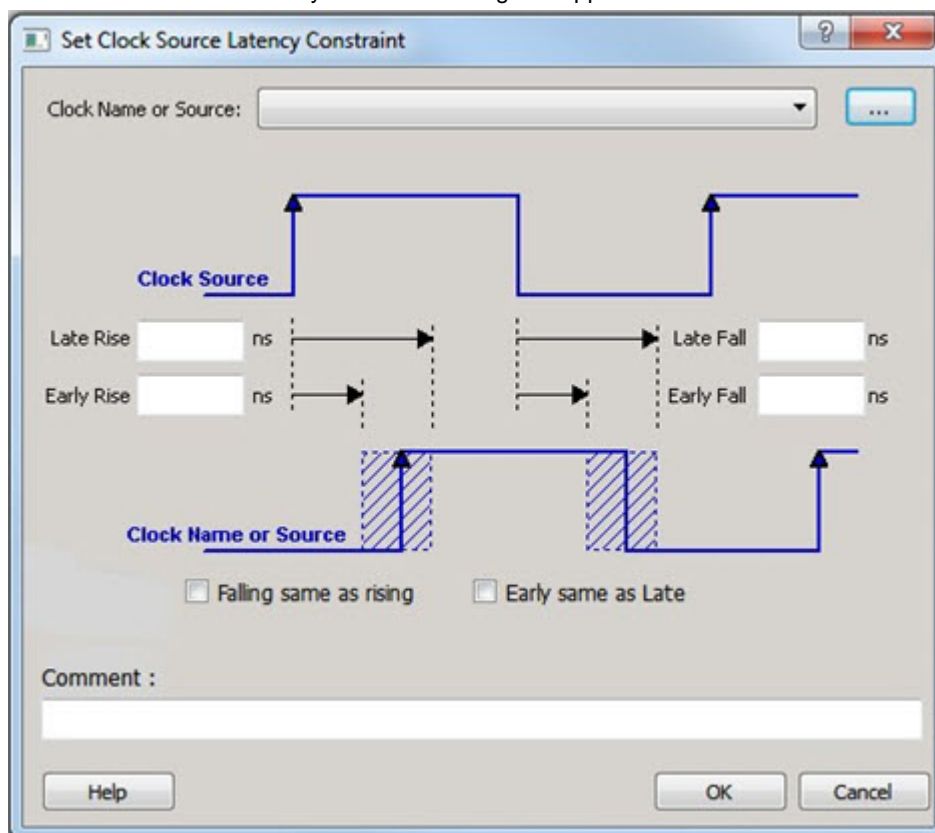 Set Clock Source Latency Constraint
?
X
Clock Name or Source:
...
Clock Source
Late Rise ns Late Fall ns
Early Rise ns Early Fall ns
Clock Name or Source
Falling same as rising Early same as Late
Comment :
Help OK Cancel